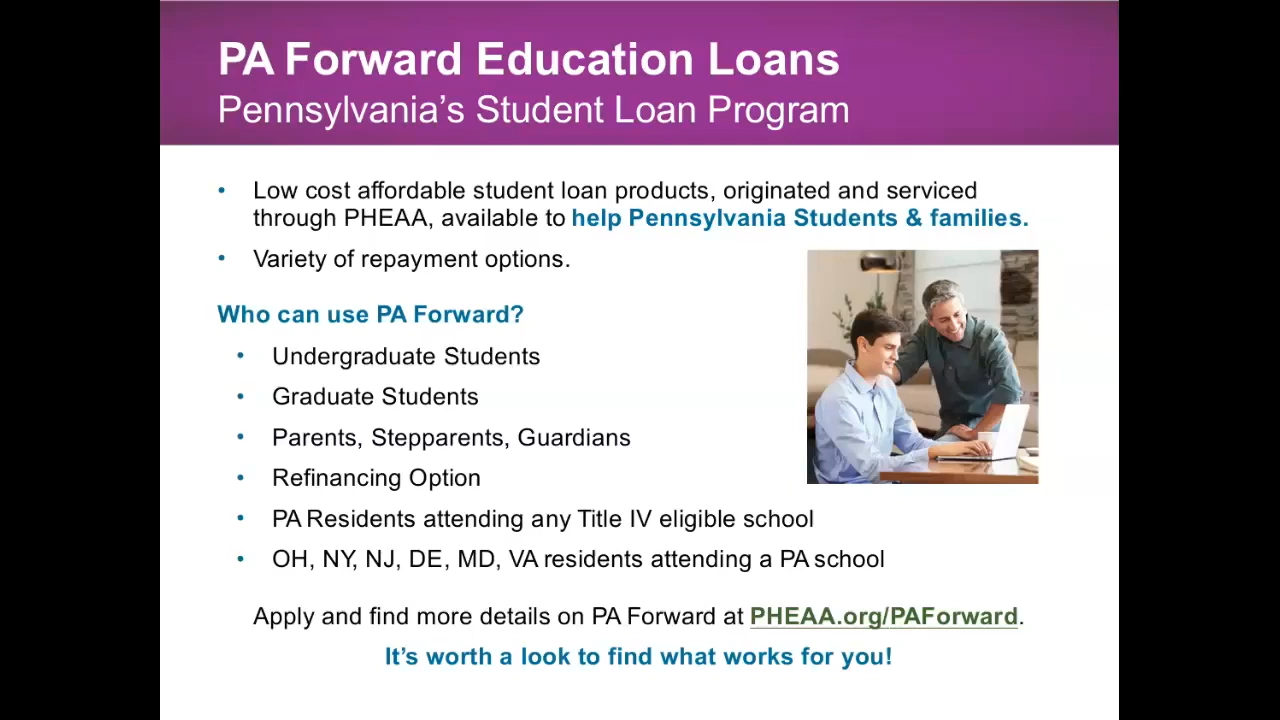 PA Forward Education Loans
Pennsylvania’s Student Loan Program
• Low cost affordable student loan products, originated and serviced
through PHEAA, available to help Pennsylvania Students & families.
• Variety of repayment options.
Who can use PA Forward?
• Undergraduate Students
• Graduate Students
• Parents, Stepparents, Guardians
• Refinancing Option
• PA Residents attending any Title IV eligible school
• OH, NY, NJ, DE, MD, VA residents attending a PA school
Apply and find more details on PA Forward at PHEAA.org/PAForward.
It’s worth a look to find what works for you!